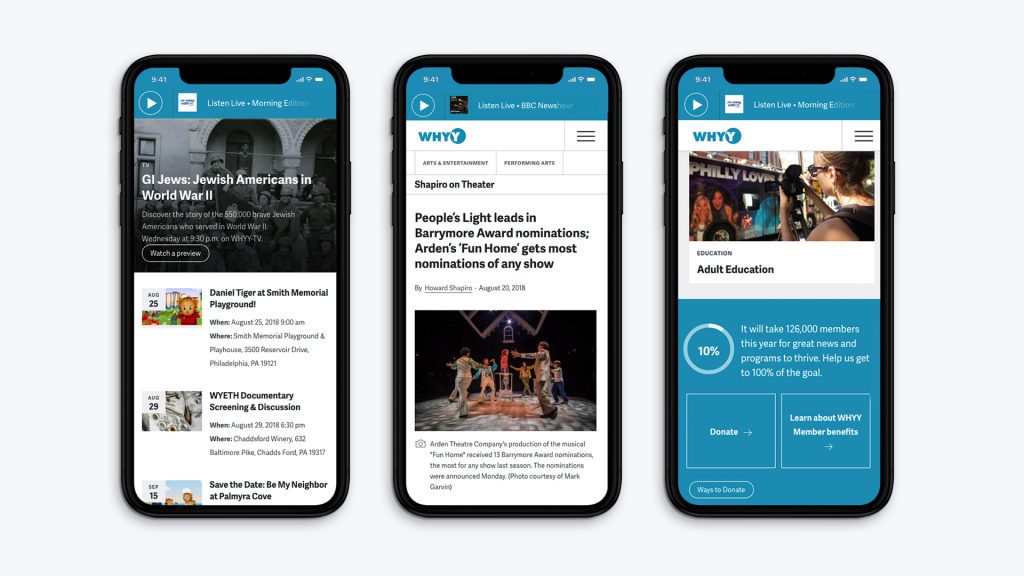 9:41
Listen Live • Morning Edition
TV
GI Jews: Jewish Americans in
World War II
Discover the story of the 550,000 brave Jewish
Americans who served in World War II.
Wednesday at 9:30 p.m. on WHYY-TV.
Watch a preview
AUG
25
Daniel Tiger at Smith Memorial
Playground!
When: August 25, 2018 9:00 am
Where: Smith Memorial Playground &
Playhouse, 3500 Reservoir Drive,
Philadelphia, PA 19121
AUG
29
WYETH Documentary
Screening & Discussion
When: August 29, 2018 6:30 pm
Where: Chaddsford Winery, 632
Baltimore Pike, Chadds Ford, PA 19317
SEP
15
Save the Date: Be My Neighbor
at Palmyra Cove
9:41
Listen Live • BBC Newshour
WHYY
ARTS & ENTERTAINMENT
PERFORMING ARTS
Shapiro on Theater
People's Light leads in
Barrymore Award nominations;
Arden's 'Fun Home' gets most
nominations of any show
By Howard Shapiro · August 20, 2018
Arden Theatre Company's production of the musical
"Fun Home" received 13 Barrymore Award nominations,
the most for any show last season. The nominations
were announced Monday. (Photo courtesy of Mark
Garvin)
9:41
Listen Live • Morning Edition
WHYY
PHILLY LOVES
EDUCATION
Adult Education
10%
It will take 126,000 members
this year for great news and
programs to thrive. Help us get
to 100% of the goal.
Donate →
Learn about WHYY
Member benefits
→
Ways to Donate